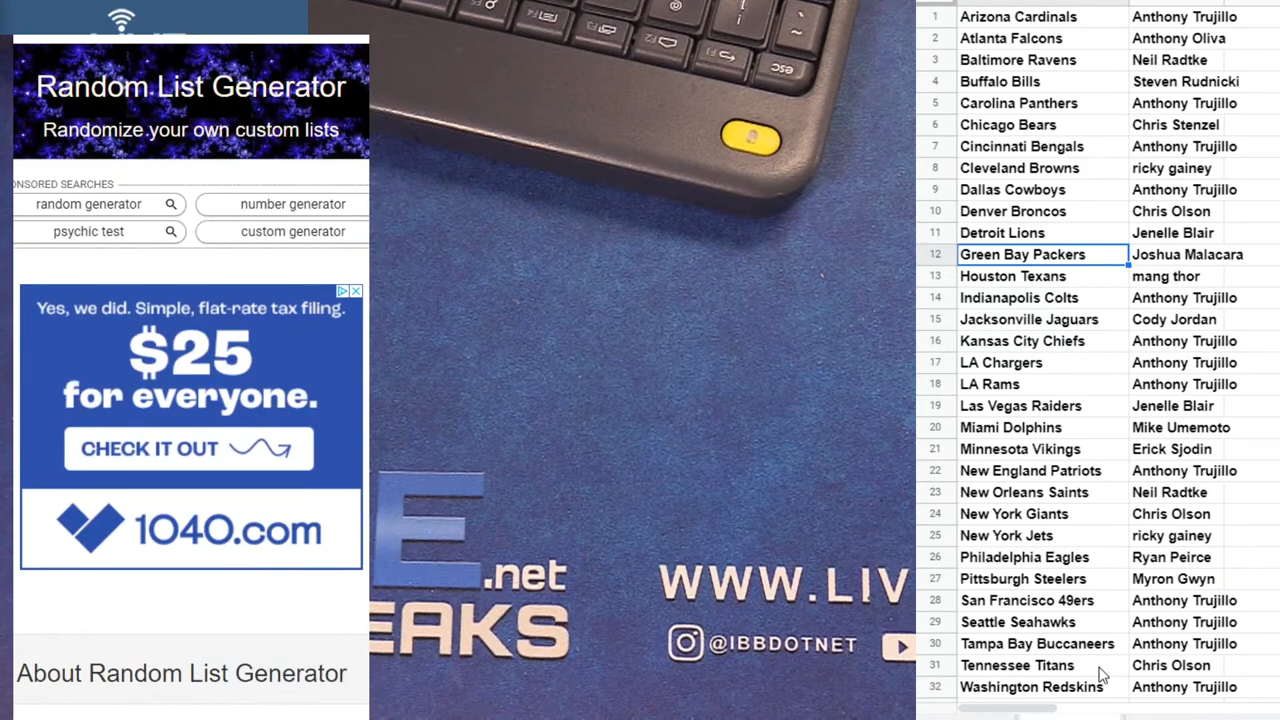 Random List Generator
Randomize your own custom lists
ONSORED SEARCHES
random generator
number generator
psychic test
custom generator
Yes, we did. Simple, flat-rate tax filing.
$25
for everyone.
CHECK IT OUT
1040.com
About Random List Generator
esc
E.net
EAKS
WWW.LIV
@IBBDOTNET
1 Arizona Cardinals Anthony Trujillo
2 Atlanta Falcons Anthony Oliva
3 Baltimore Ravens Neil Radtke
4 Buffalo Bills Steven Rudnicki
5 Carolina Panthers Anthony Trujillo
6 Chicago Bears Chris Stenzel
7 Cincinnati Bengals Anthony Trujillo
8 Cleveland Browns ricky gainey
9 Dallas Cowboys Anthony Trujillo
10 Denver Broncos Chris Olson
11 Detroit Lions Jenelle Blair
12 Green Bay Packers Joshua Malacara
13 Houston Texans mang thor
14 Indianapolis Colts Anthony Trujillo
15 Jacksonville Jaguars Cody Jordan
16 Kansas City Chiefs Anthony Trujillo
17 LA Chargers Anthony Trujillo
18 LA Rams Anthony Trujillo
19 Las Vegas Raiders Jenelle Blair
20 Miami Dolphins Mike Umemoto
21 Minnesota Vikings Erick Sjodin
22 New England Patriots Anthony Trujillo
23 New Orleans Saints Neil Radtke
24 New York Giants Chris Olson
25 New York Jets ricky gainey
26 Philadelphia Eagles Ryan Peirce
27 Pittsburgh Steelers Myron Gwyn
28 San Francisco 49ers Anthony Trujillo
29 Seattle Seahawks Anthony Trujillo
30 Tampa Bay Buccaneers Anthony Trujillo
31 Tennessee Titans Chris Olson
32 Washington Redskins Anthony Trujillo